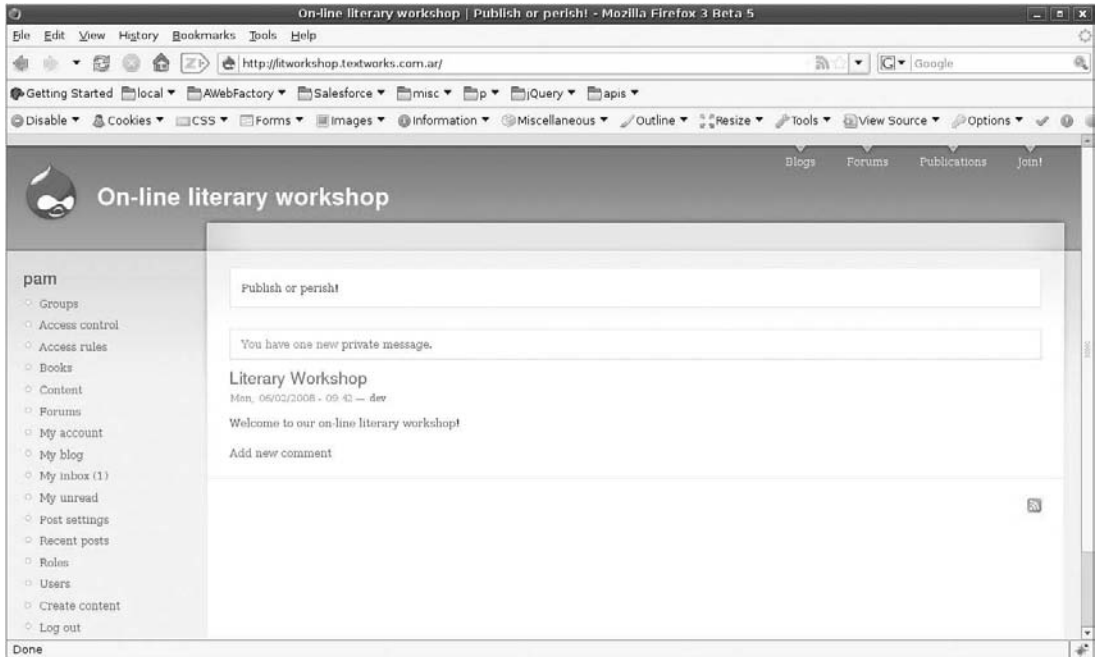 On-line literary workshop | Publish or perish! - Mozilla Firefox 3 Beta 5
File Edit View History Bookmarks Tools Help
http://litworkshop.textworks.com.ar/ Google
Getting Started local AWebFactory Salesforce misc p jQuery apis
Disable Cookies CSS Forms Images Information Miscellaneous Outline Resize Tools View Source Options
Blogs Forums Publications Join!
On-line literary workshop
pam
Groups
Access control
Access rules
Books
Content
Forums
My account
My blog
My inbox (1)
My unread
Post settings
Recent posts
Roles
Users
Create content
Log out
Publish or perish!
You have one new private message.
Literary Workshop
Mon, 06/02/2008 - 09:42 — dev
Welcome to our on-line literary workshop!
Add new comment
Done